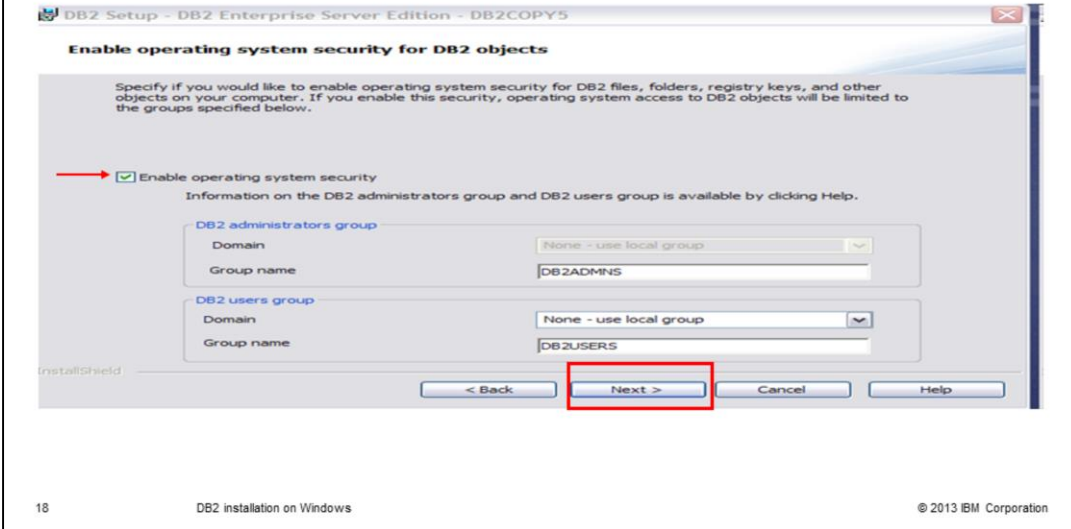 DB2 Setup - DB2 Enterprise Server Edition - DB2COPY5
Enable operating system security for DB2 objects
Specify if you would like to enable operating system security for DB2 files, folders, registry keys, and other
objects on your computer. If you enable this security, operating system access to DB2 objects will be limited to
the groups specified below.
Enable operating system security
Information on the DB2 administrators group and DB2 users group is available by clicking Help.
DB2 administrators group
Domain None - use local group
Group name DB2ADMNS
DB2 users group
Domain None - use local group
Group name DB2USERS
InstallShield
< Back Next > Cancel Help
18 DB2 installation on Windows © 2013 IBM Corporation